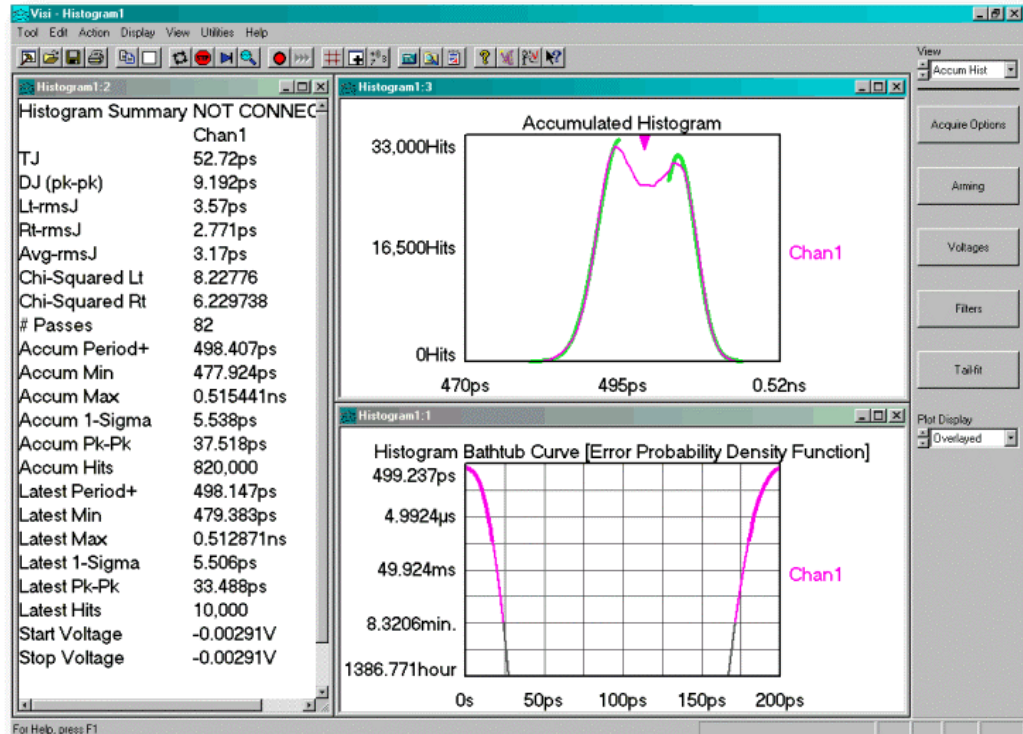 Visi - Histogram1
Tool Edit Action Display View Utilities Help
View
Accum Hist
Acquire Options
Arming
Voltages
Filters
Tail-fit
Plot Display
Overlayed
Histogram1:2
Histogram Summary NOT CONNEC
Chan1
TJ 52.72ps
DJ (pk-pk) 9.192ps
Lt-rmsJ 3.57ps
Rt-rmsJ 2.771ps
Avg-rmsJ 3.17ps
Chi-Squared Lt 8.22776
Chi-Squared Rt 6.229738
# Passes 82
Accum Period+ 498.407ps
Accum Min 477.924ps
Accum Max 0.515441ns
Accum 1-Sigma 5.538ps
Accum Pk-Pk 37.518ps
Accum Hits 820,000
Latest Period+ 498.147ps
Latest Min 479.383ps
Latest Max 0.512871ns
Latest 1-Sigma 5.506ps
Latest Pk-Pk 33.488ps
Latest Hits 10,000
Start Voltage -0.00291V
Stop Voltage -0.00291V
Histogram1:3
Accumulated Histogram
33,000Hits
16,500Hits
0Hits
470ps 495ps 0.52ns
Chan1
Histogram1:1
Histogram Bathtub Curve [Error Probability Density Function]
499.237ps
4.9924µs
49.924ms
8.3206min.
1386.771hour
0s 50ps 100ps 150ps 200ps
Chan1
For Help, press F1